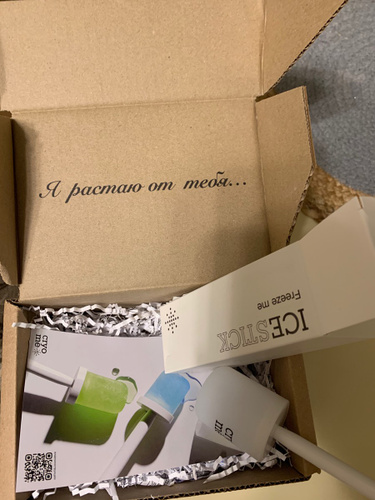 Я растаю от тебя...
Freeze me
ICESTICK
cryo
me